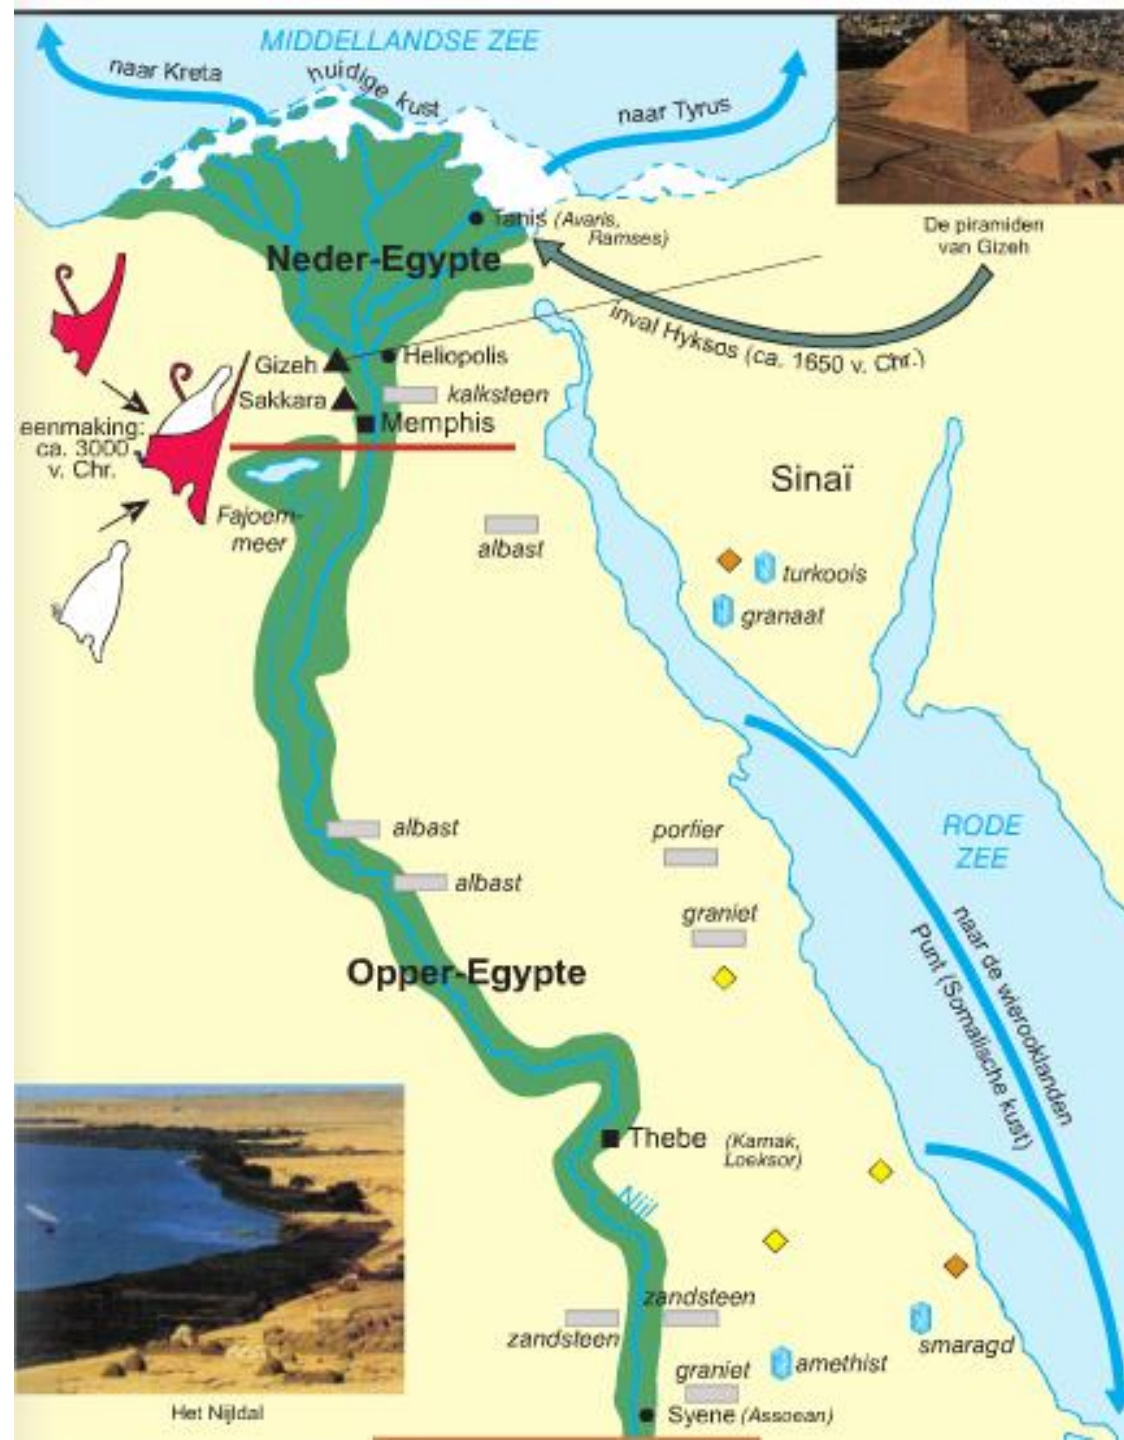 MIDDELLANDSE ZEE
naar Kreta
huidige kust
naar Tyrus
De piramiden
van Gizeh
Tanis (Avaris,
Ramses)
Neder-Egypte
inval Hyksos (ca. 1650 v. Chr.)
Gizeh
Heliopolis
Sakkara
kalksteen
Memphis
eenmaking:
ca. 3000
v. Chr.
Fajoem-
meer
Sinaï
albast
turkoois
granaat
albast
porfier
RODE
ZEE
albast
graniet
naar de wierooklanden
Punt (Somalische kust)
Opper-Egypte
Thebe (Karnak,
Loeksor)
Nijl
zandsteen
zandsteen
smaragd
graniet
amethist
Syene (Assoean)
Het Nijldal